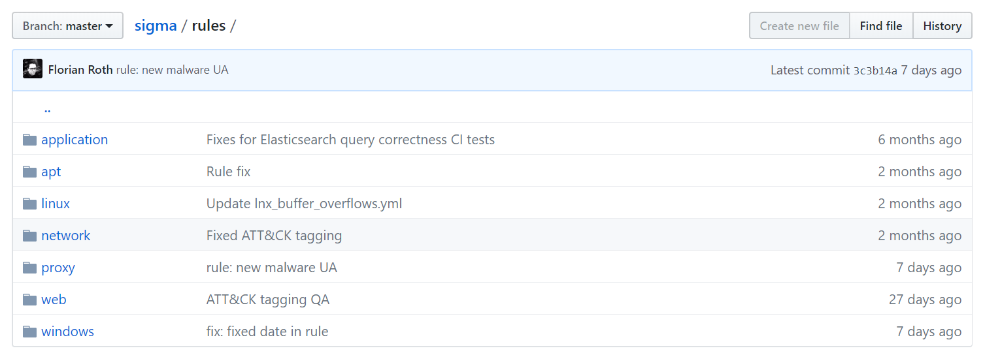 Branch: master sigma / rules / Create new file Find file History
Florian Roth rule: new malware UA Latest commit 3c3b14a 7 days ago
..
application Fixes for Elasticsearch query correctness CI tests 6 months ago
apt Rule fix 2 months ago
linux Update lnx_buffer_overflows.yml 2 months ago
network Fixed ATT&CK tagging 2 months ago
proxy rule: new malware UA 7 days ago
web ATT&CK tagging QA 27 days ago
windows fix: fixed date in rule 7 days ago